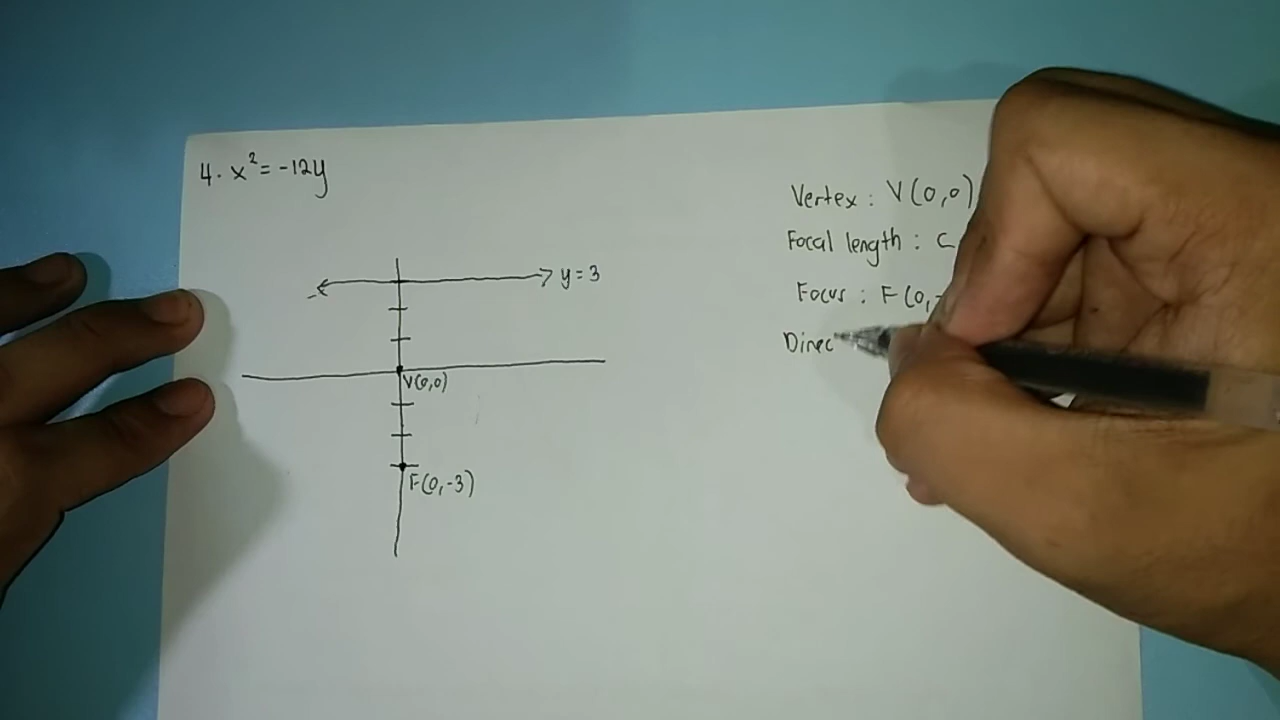 4. x² = -12y
Vertex : V(0,0)
Focal length : c
Focus : F(0,-
Direc
y = 3
V(0,0)
F(0,-3)